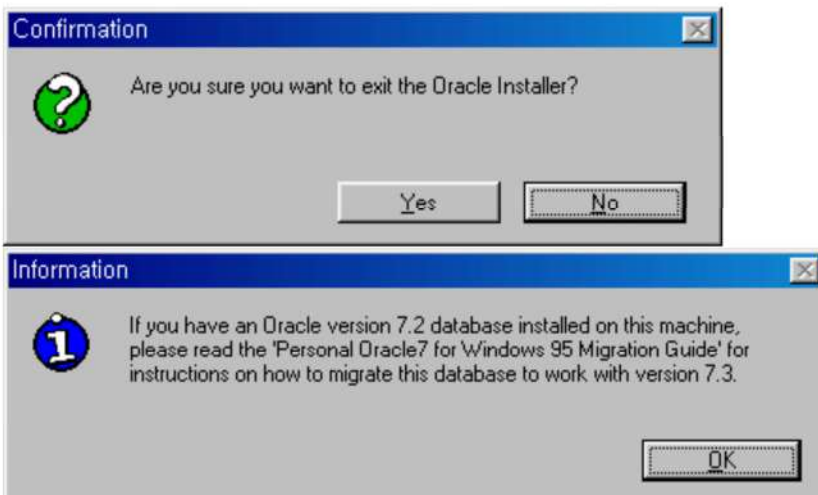 Confirmation
Are you sure you want to exit the Oracle Installer?
Yes
No
Information
If you have an Oracle version 7.2 database installed on this machine,
please read the 'Personal Oracle7 for Windows 95 Migration Guide' for
instructions on how to migrate this database to work with version 7.3.
OK